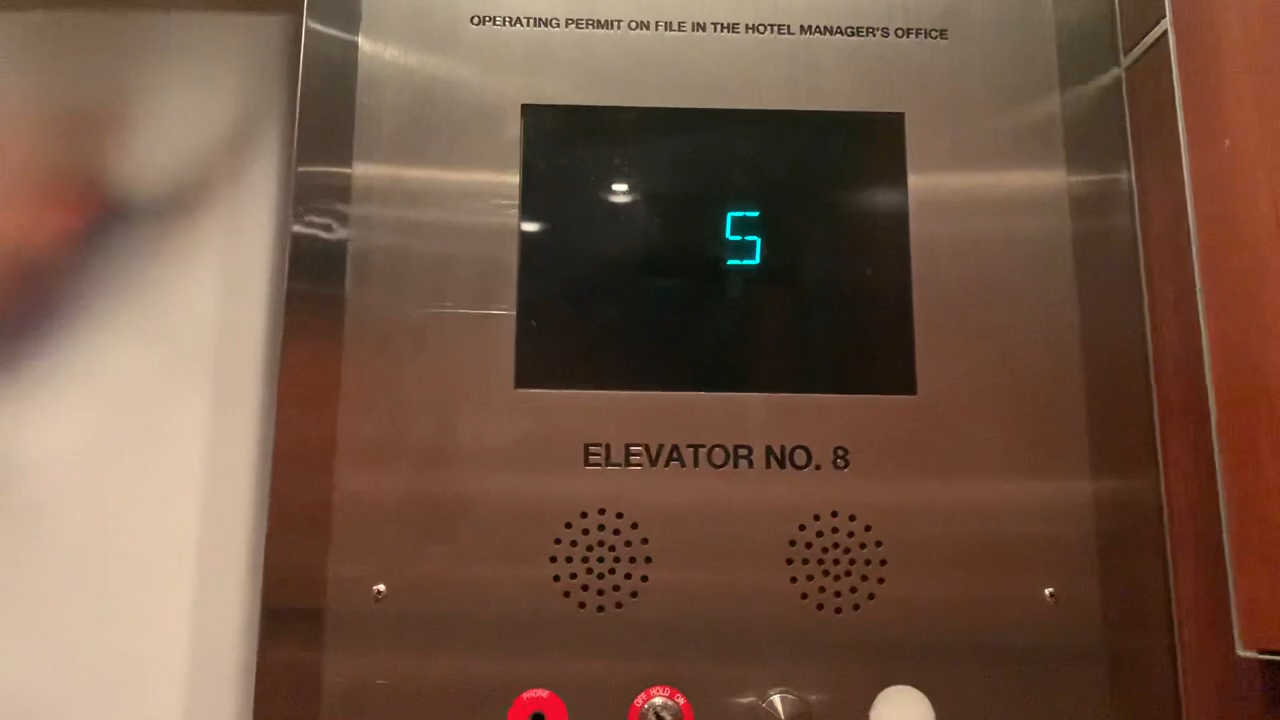 OPERATING PERMIT ON FILE IN THE HOTEL MANAGER'S OFFICE
5
ELEVATOR NO. 8
PHONE
OFF HOLD ON